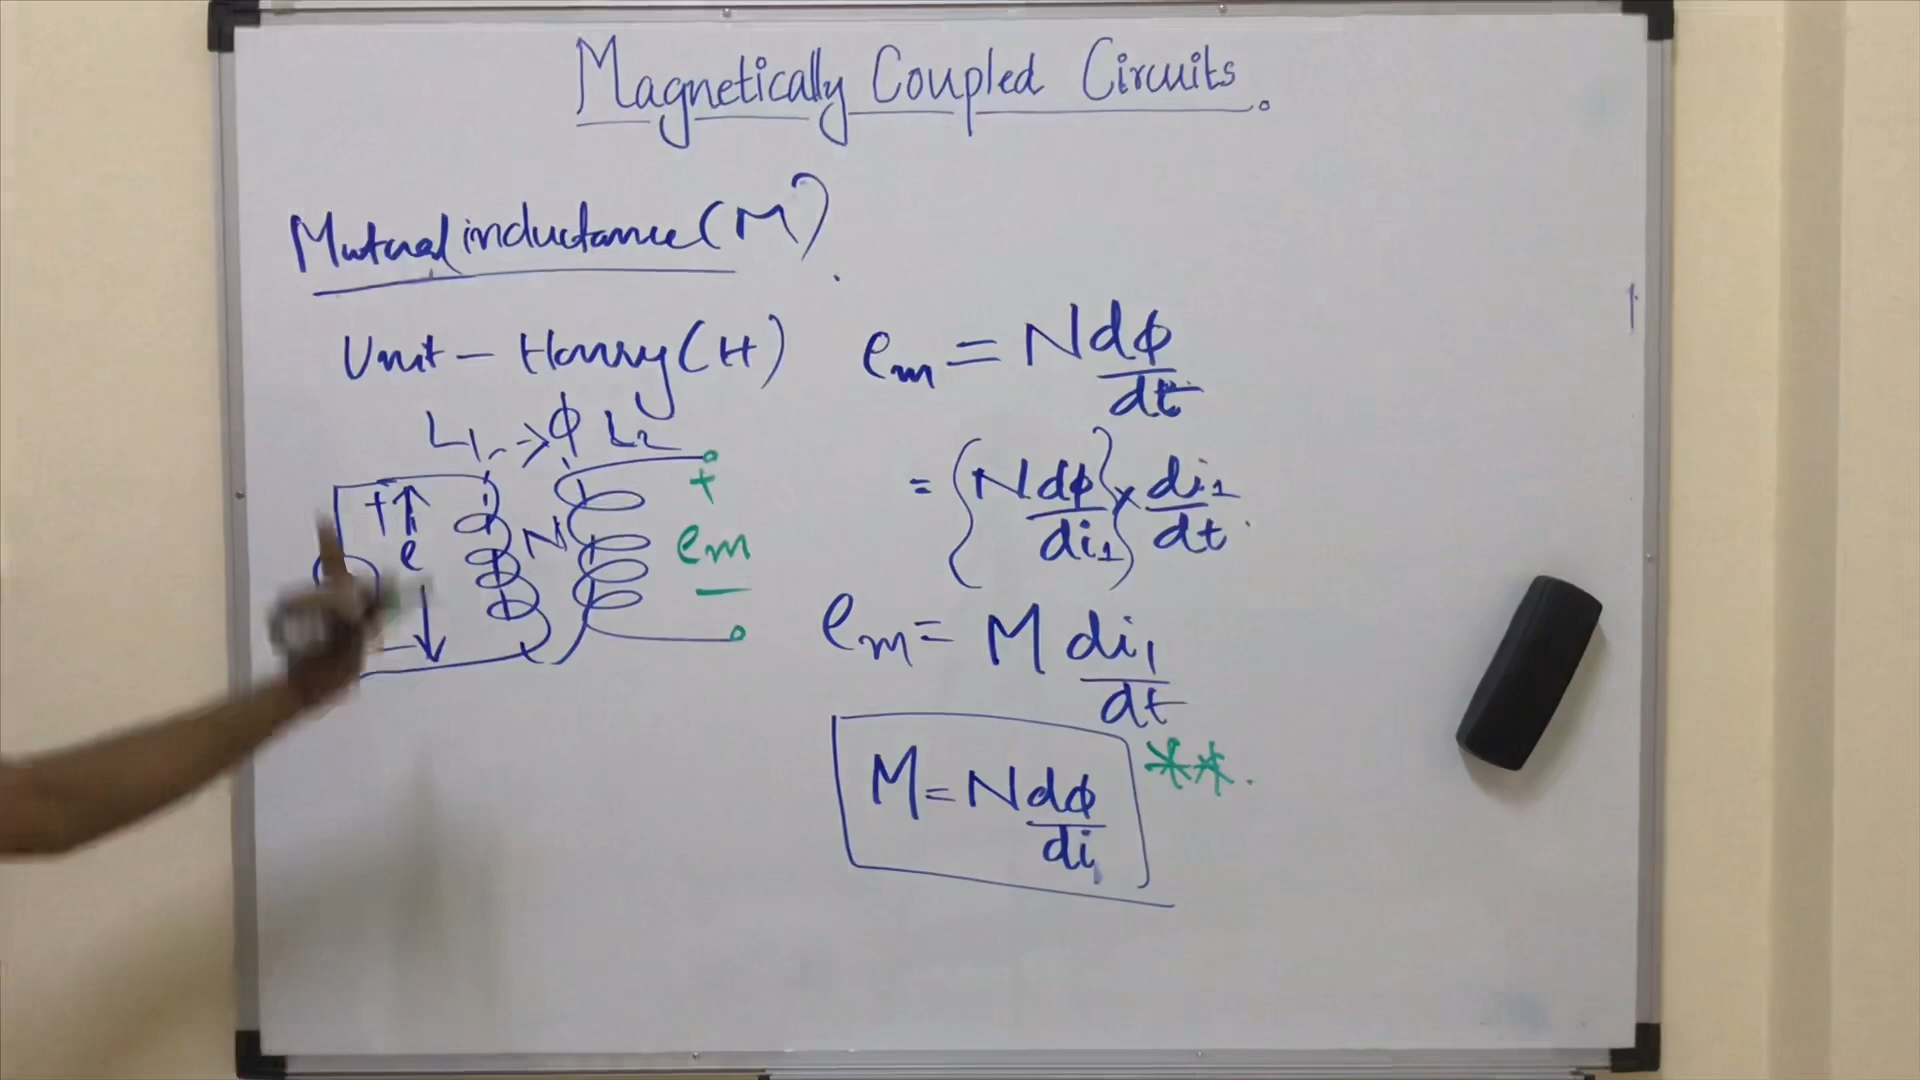 Magnetically Coupled Circuits.
Mutual inductance (M).
Unit - Henry (H)
L1 → ϕ L2
+ e −
N
+ em −
em = N dϕ/dt
= {N dϕ/di1} × di1/dt.
em = M di1/dt
M = N dϕ/di1 **.